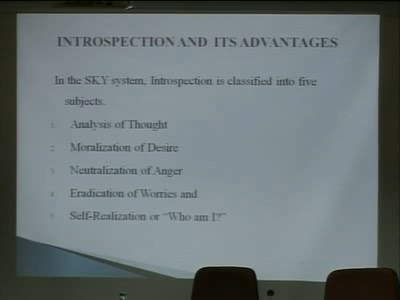 INTROSPECTION AND ITS ADVANTAGES
In the SKY system, Introspection is classified into five
subjects.
1. Analysis of Thought
2. Moralization of Desire
3. Neutralization of Anger
4. Eradication of Worries and
5. Self-Realization or “Who am I?”